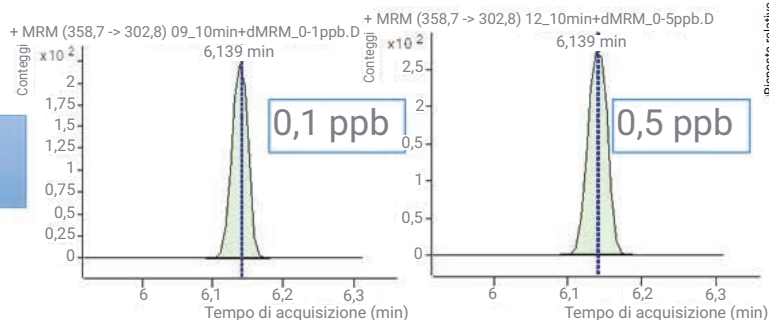 + MRM (358,7 -> 302,8) 09_10min+dMRM_0-1ppb.D
x10 2
6,139 min
Conteggi
2
1,75
1,5
1,25
1
0,75
0,5
0,25
0
0,1 ppb
6
6,1
6,2
6,3
Tempo di acquisizione (min)
+ MRM (358,7 -> 302,8) 12_10min+dMRM_0-5ppb.D
x10 2
6,139 min
Conteggi
2,5
2
0,5
1
0,5
0
0,5 ppb
6
6,1
6,2
6,3
Tempo di acquisizione (min)